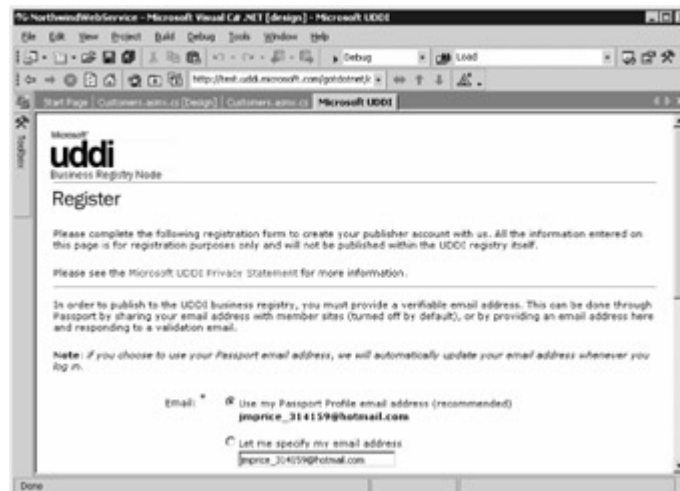 NorthwindWebService - Microsoft Visual C# .NET [design] - Microsoft UDDI
File Edit View Project Build Debug Tools Window Help
Debug Load
http://test.uddi.microsoft.com/gotdotnet/
Start Page Customers.asmx.cs [Design] Customers.asmx.cs Microsoft UDDI
Toolbox
Microsoft
uddi
Business Registry Node
Register
Please complete the following registration form to create your publisher account with us. All the information entered on
this page is for registration purposes only and will not be published within the UDDI registry itself.
Please see the Microsoft UDDI Privacy Statement for more information.
In order to publish to the UDDI business registry, you must provide a verifiable email address. This can be done through
Passport by sharing your email address with member sites (turned off by default), or by providing an email address here
and responding to a validation email.
Note: if you choose to use your Passport email address, we will automatically update your email address whenever you
log in.
Email: * Use my Passport Profile email address (recommended)
jmprice_314159@hotmail.com
Let me specify my email address
jmprice_314159@hotmail.com
Done